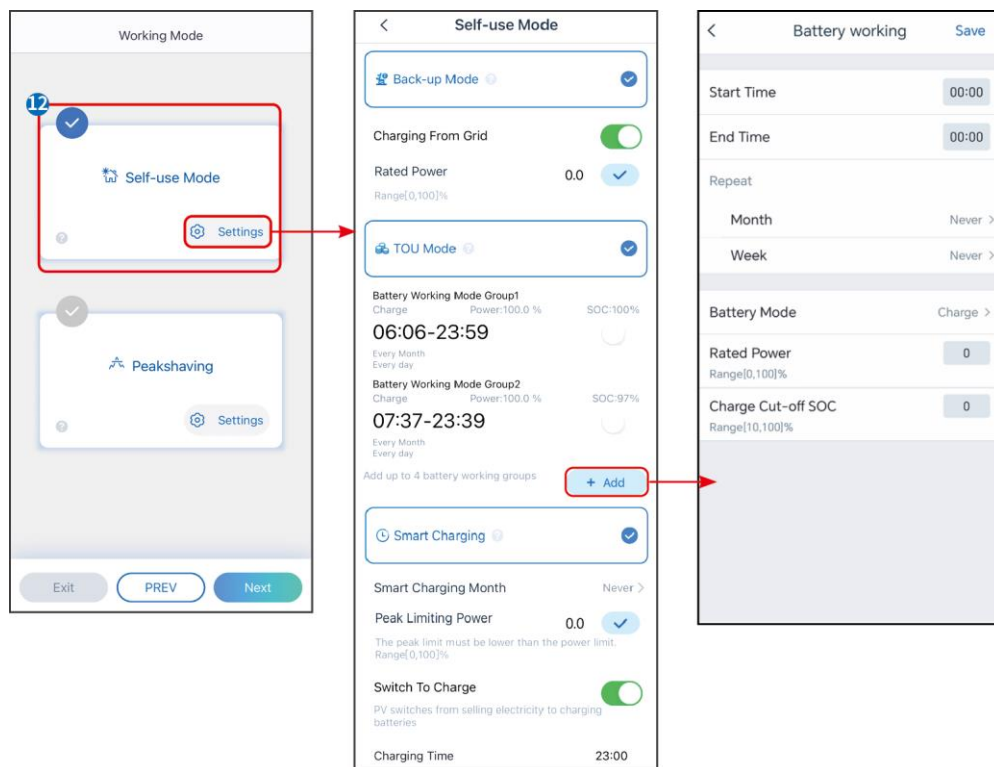 Working Mode
12
Self-use Mode
?
Settings
Peakshaving
?
Settings
Exit
PREV
Next
Self-use Mode
Back-up Mode ?
Charging From Grid
Rated Power
0.0
Range[0,100]%
TOU Mode ?
Battery Working Mode Group1
Charge Power:100.0 % SOC:100%
06:06-23:59
Every Month
Every day
Battery Working Mode Group2
Charge Power:100.0 % SOC:97%
07:37-23:39
Every Month
Every day
Add up to 4 battery working groups
+ Add
Smart Charging ?
Smart Charging Month Never >
Peak Limiting Power 0.0
The peak limit must be lower than the power limit.
Range[0,100]%
Switch To Charge
PV switches from selling electricity to charging
batteries
Charging Time 23:00
Battery working Save
Start Time 00:00
End Time 00:00
Repeat
Month Never >
Week Never >
Battery Mode Charge >
Rated Power 0
Range[0,100]%
Charge Cut-off SOC 0
Range[10,100]%